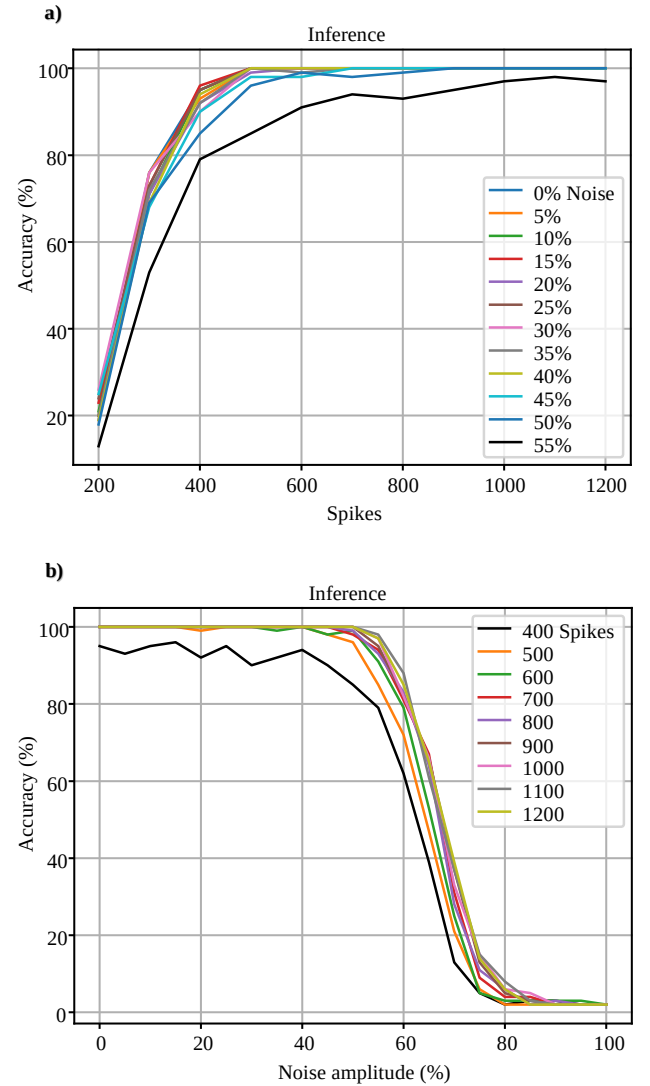 a)
Inference
100
80
60
40
20
Accuracy (%)
0% Noise
5%
10%
15%
20%
25%
30%
35%
40%
45%
50%
55%
200 400 600 800 1000 1200
Spikes
b)
Inference
100
80
60
40
20
0
Accuracy (%)
400 Spikes
500
600
700
800
900
1000
1100
1200
0 20 40 60 80 100
Noise amplitude (%)